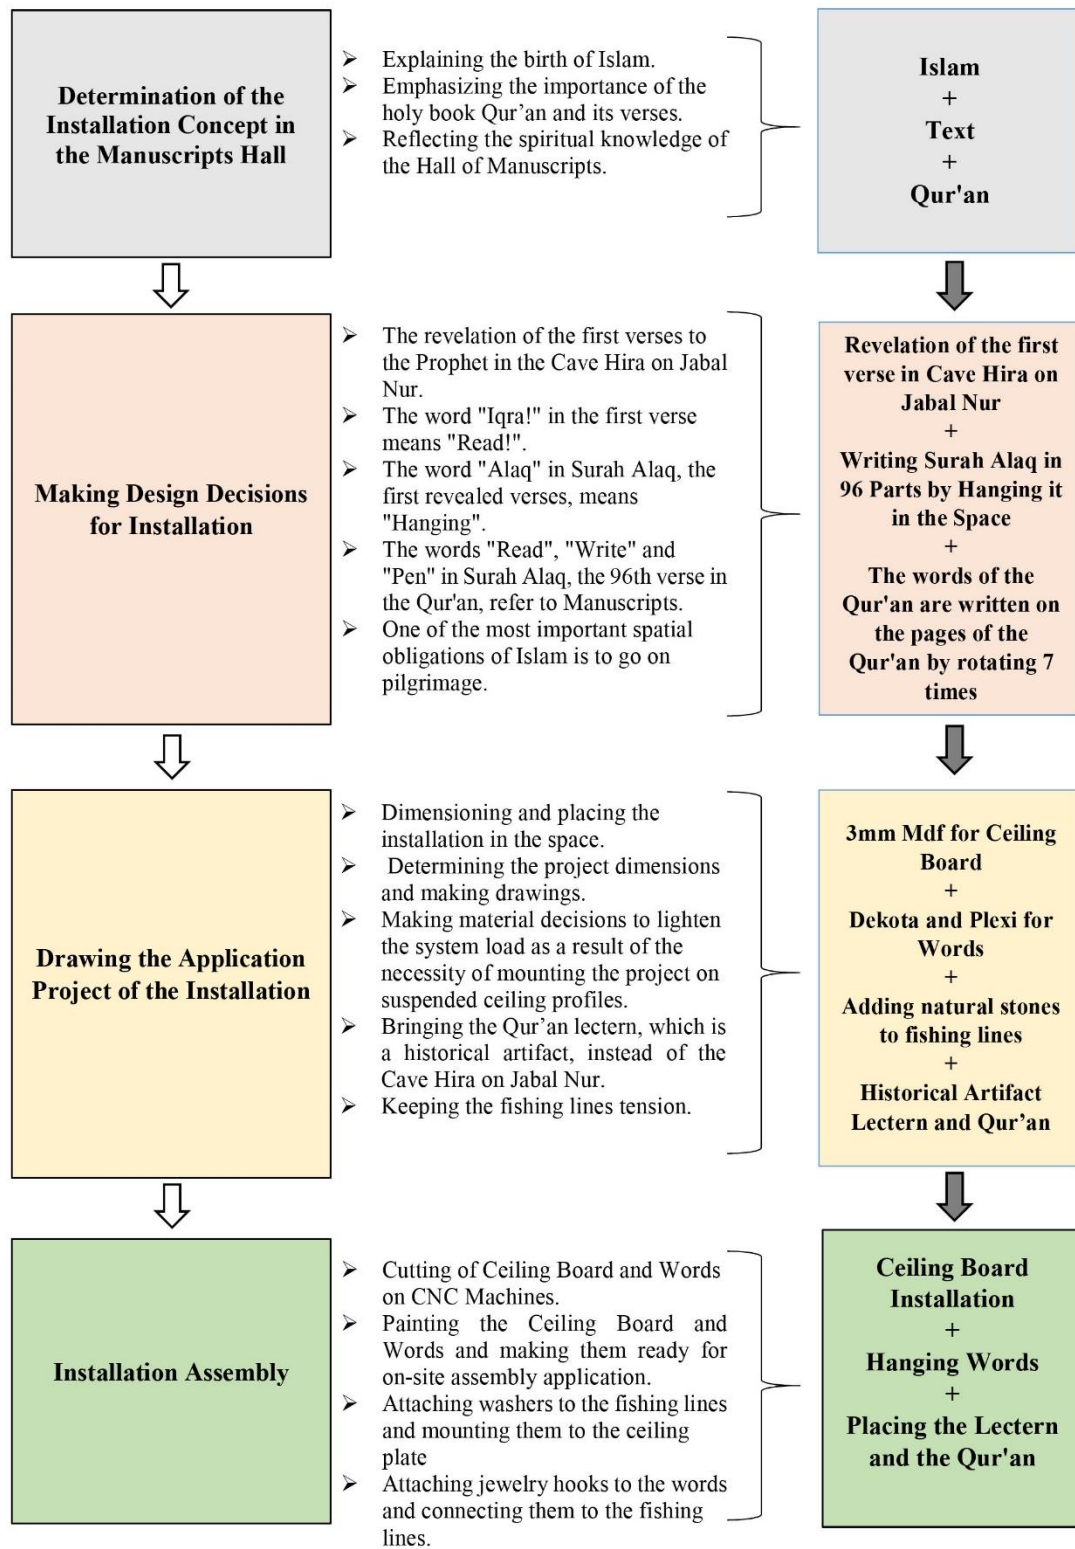 Determination of the
Installation Concept in
the Manuscripts Hall
➢ Explaining the birth of Islam.
➢ Emphasizing the importance of the
holy book Qur’an and its verses.
➢ Reflecting the spiritual knowledge of
the Hall of Manuscripts.
Islam
+
Text
+
Qur'an
Making Design Decisions
for Installation
➢ The revelation of the first verses to
the Prophet in the Cave Hira on Jabal
Nur.
➢ The word "Iqra!" in the first verse
means "Read!".
➢ The word "Alaq" in Surah Alaq, the
first revealed verses, means
"Hanging".
➢ The words "Read", "Write" and
"Pen" in Surah Alaq, the 96th verse in
the Qur'an, refer to Manuscripts.
➢ One of the most important spatial
obligations of Islam is to go on
pilgrimage.
Revelation of the first
verse in Cave Hira on
Jabal Nur
+
Writing Surah Alaq in
96 Parts by Hanging it
in the Space
+
The words of the
Qur'an are written on
the pages of the
Qur'an by rotating 7
times
Drawing the Application
Project of the Installation
➢ Dimensioning and placing the
installation in the space.
➢ Determining the project dimensions
and making drawings.
➢ Making material decisions to lighten
the system load as a result of the
necessity of mounting the project on
suspended ceiling profiles.
➢ Bringing the Qur’an lectern, which is
a historical artifact, instead of the
Cave Hira on Jabal Nur.
➢ Keeping the fishing lines tension.
3mm Mdf for Ceiling
Board
+
Dekota and Plexi for
Words
+
Adding natural stones
to fishing lines
+
Historical Artifact
Lectern and Qur’an
Installation Assembly
➢ Cutting of Ceiling Board and Words
on CNC Machines.
➢ Painting the Ceiling Board and
Words and making them ready for
on-site assembly application.
➢ Attaching washers to the fishing lines
and mounting them to the ceiling
plate
➢ Attaching jewelry hooks to the words
and connecting them to the fishing
lines.
Ceiling Board
Installation
+
Hanging Words
+
Placing the Lectern
and the Qur'an